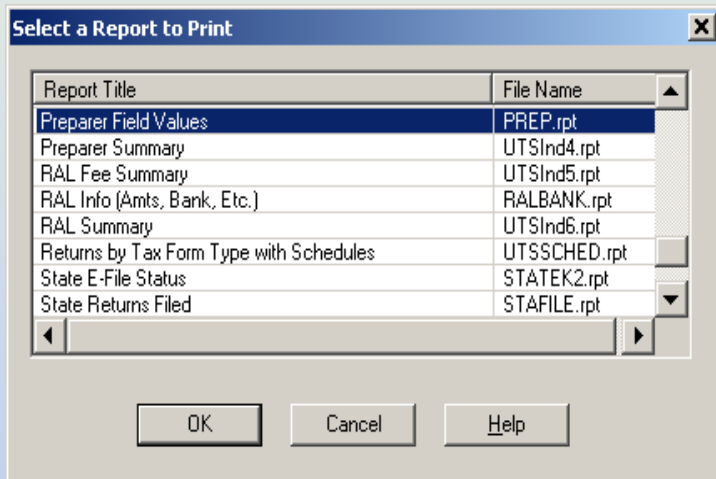 Select a Report to Print
Report Title File Name
Preparer Field Values PREP.rpt
Preparer Summary UTSInd4.rpt
RAL Fee Summary UTSInd5.rpt
RAL Info (Amts, Bank, Etc.) RALBANK.rpt
RAL Summary UTSInd6.rpt
Returns by Tax Form Type with Schedules UTSSCHED.rpt
State E-File Status STATEK2.rpt
State Returns Filed STAFILE.rpt
OK Cancel Help